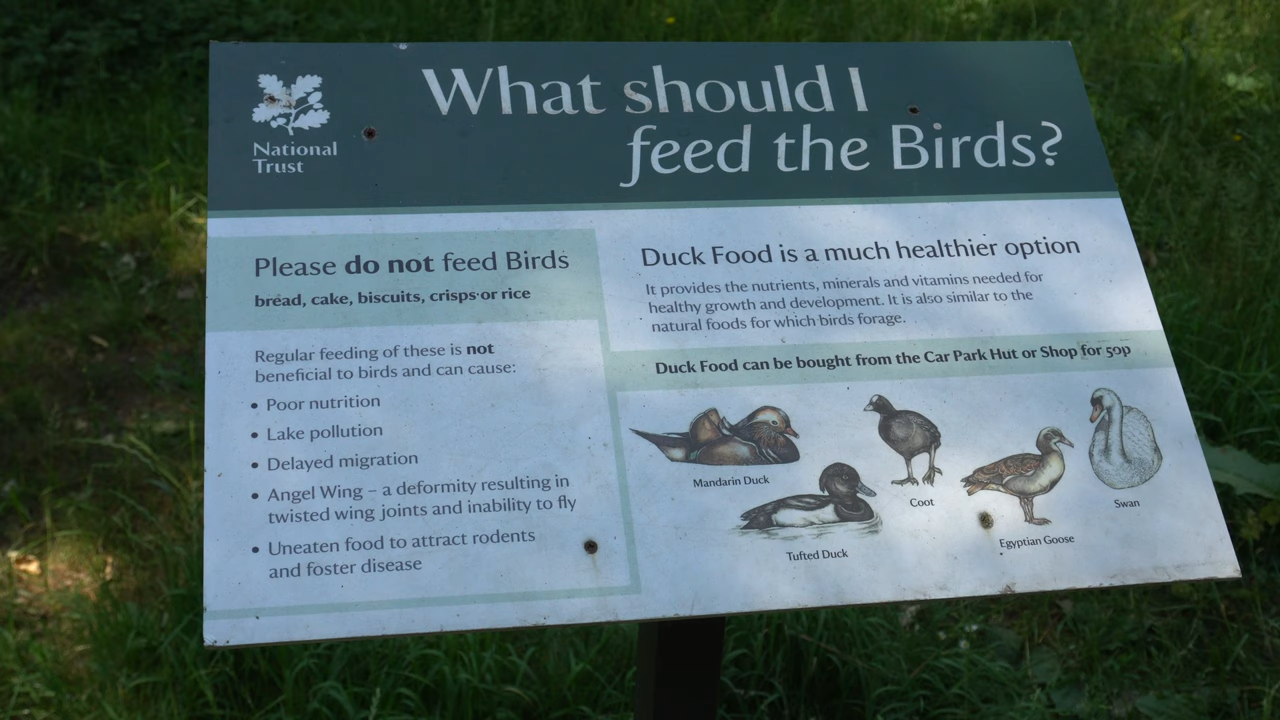 National
Trust
What should I
feed the Birds?
Please do not feed Birds
bread, cake, biscuits, crisps or rice
Regular feeding of these is not
beneficial to birds and can cause:
• Poor nutrition
• Lake pollution
• Delayed migration
• Angel Wing – a deformity resulting in
twisted wing joints and inability to fly
• Uneaten food to attract rodents
and foster disease
Duck Food is a much healthier option
It provides the nutrients, minerals and vitamins needed for
healthy growth and development. It is also similar to the
natural foods for which birds forage.
Duck Food can be bought from the Car Park Hut or Shop for 50p
Mandarin Duck
Tufted Duck
Coot
Egyptian Goose
Swan